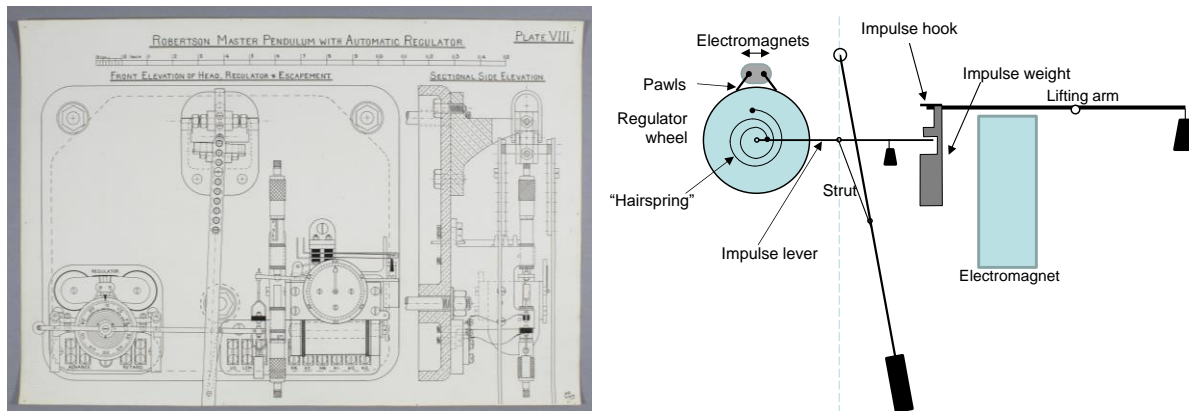 ROBERTSON MASTER PENDULUM WITH AUTOMATIC REGULATOR
PLATE VIII.
FRONT ELEVATION OF HEAD, REGULATOR & ESCAPEMENT
SECTIONAL SIDE ELEVATION
REGULATOR
ADVANCE
RETARD
Electromagnets
Pawls
Regulator
wheel
"Hairspring"
Impulse lever
Strut
Impulse hook
Impulse weight
Lifting arm
Electromagnet